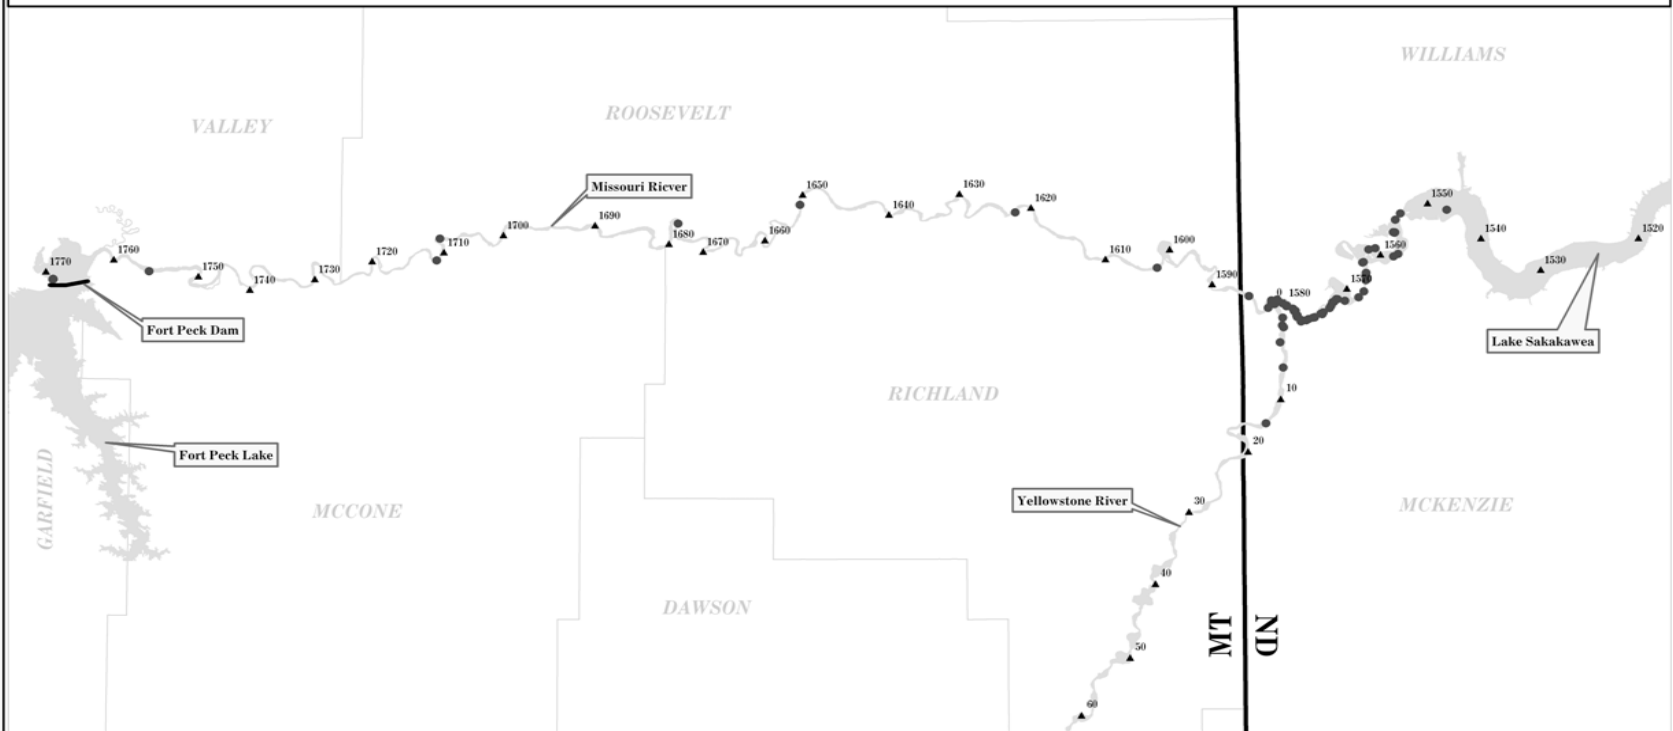 WILLIAMS
ROOSEVELT
VALLEY
Missouri Ricver
1770
1760
1750
1740
1730
1720
1710
1700
1690
1680
1670
1660
1650
1640
1630
1620
1610
1600
1590
0
1580
1570
1560
1550
1540
1530
1520
Fort Peck Dam
Lake Sakakawea
RICHLAND
10
20
Fort Peck Lake
GARFIELD
MCCONE
Yellowstone River
30
MCKENZIE
40
DAWSON
50
60
MT
ND